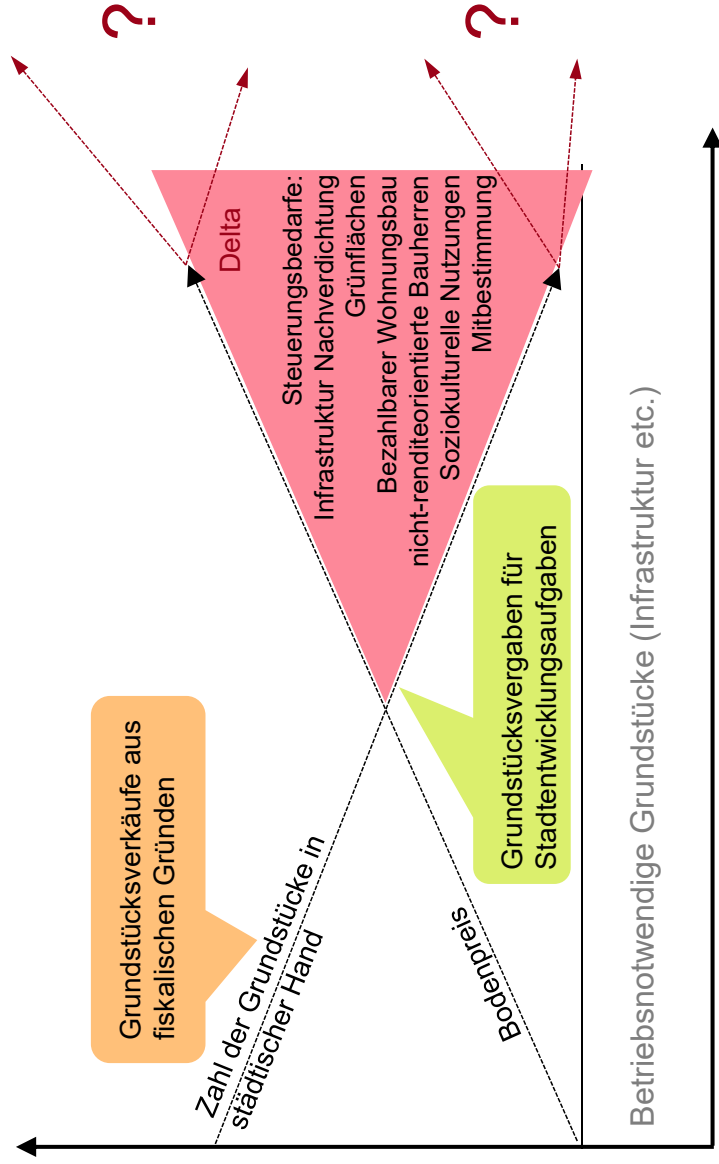 Grundstücksverkäufe aus
fiskalischen Gründen
Zahl der Grundstücke in
städtischer Hand
Bodenpreis
Grundstücksvergaben für
Stadtentwicklungsaufgaben
Delta
Steuerungsbedarfe:
Infrastruktur Nachverdichtung
Grünflächen
Bezahlbarer Wohnungsbau
nicht-renditeorientierte Bauherren
Soziokulturelle Nutzungen
Mitbestimmung
?
?
Betriebsnotwendige Grundstücke (Infrastruktur etc.)